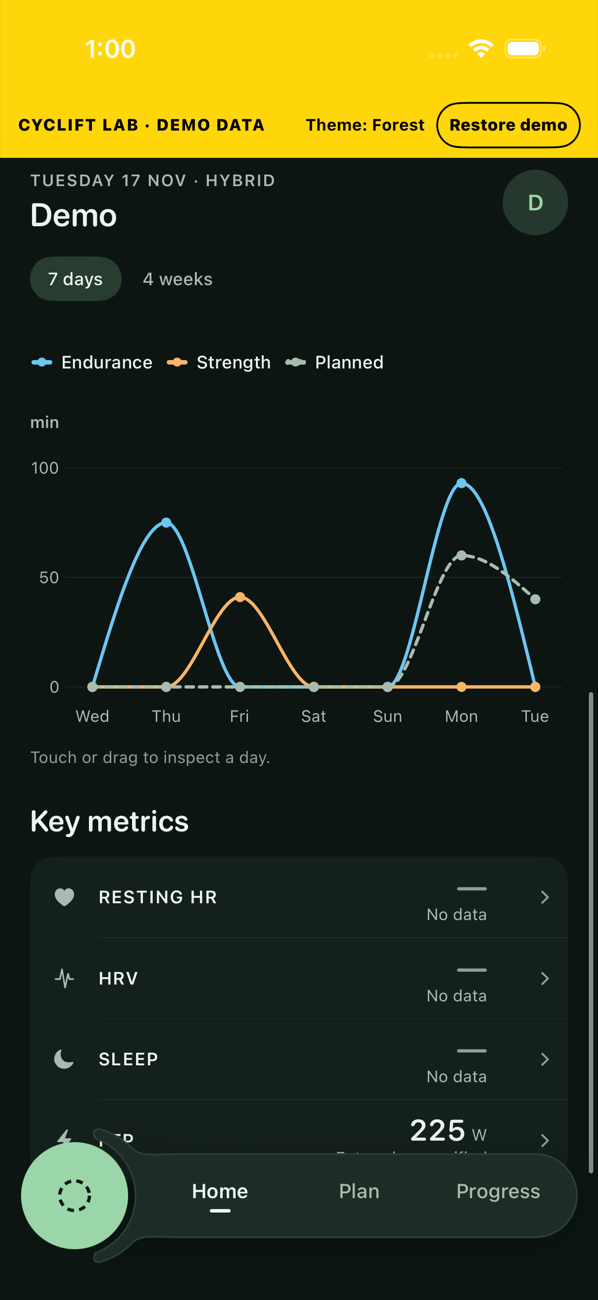 1:00
CYCLIFT LAB · DEMO DATA
Theme: Forest
Restore demo
TUESDAY 17 NOV · HYBRID
Demo
D
7 days
4 weeks
Endurance
Strength
Planned
min
100
50
0
Wed Thu Fri Sat Sun Mon Tue
Touch or drag to inspect a day.
Key metrics
RESTING HR
No data
HRV
No data
SLEEP
No data
225 W
Home
Plan
Progress